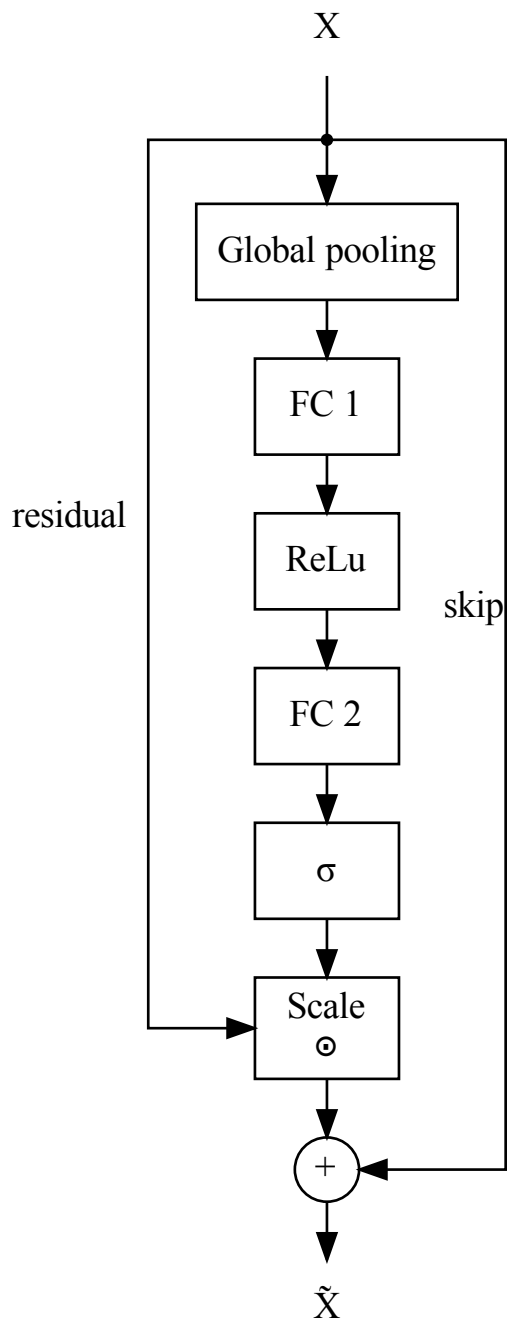 X
Global pooling
FC 1
residual
ReLu
skip
FC 2
σ
Scale
⊙
+
X̃